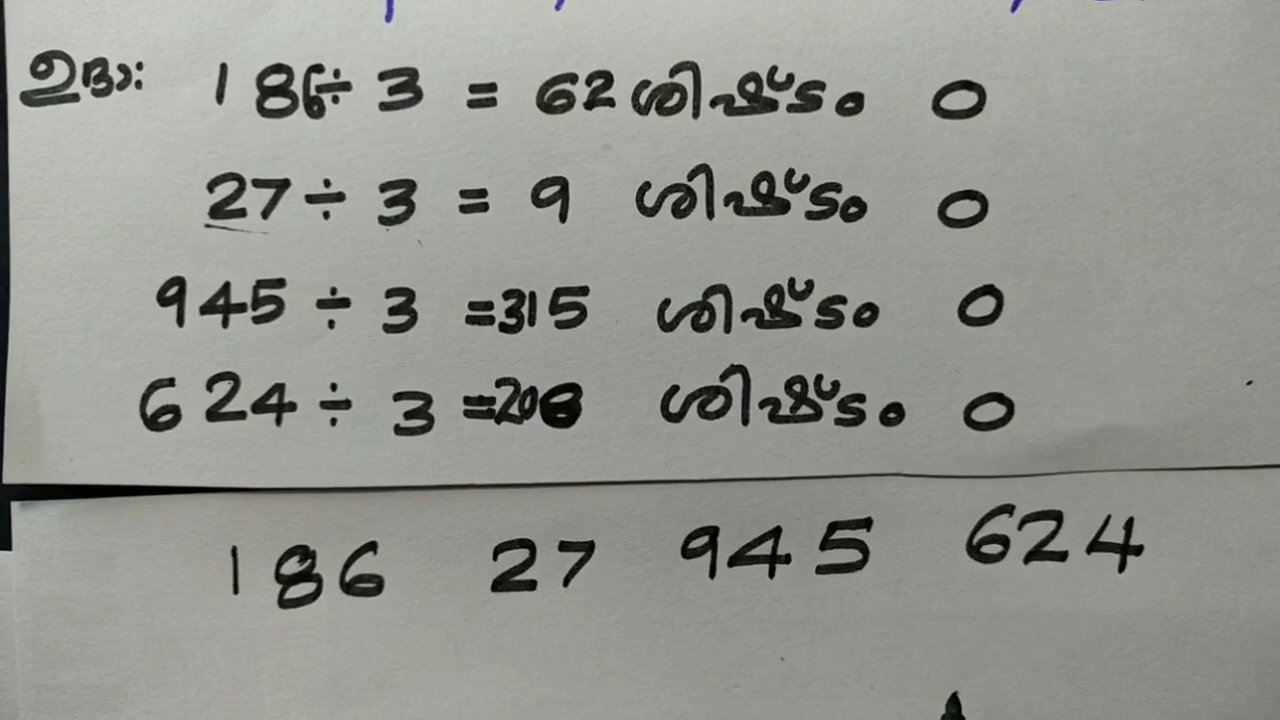 ഉദാ: 186 ÷ 3 = 62 ശിഷ്ടം 0
27 ÷ 3 = 9 ശിഷ്ടം 0
945 ÷ 3 = 315 ശിഷ്ടം 0
624 ÷ 3 = 208 ശിഷ്ടം 0
186 27 945 624